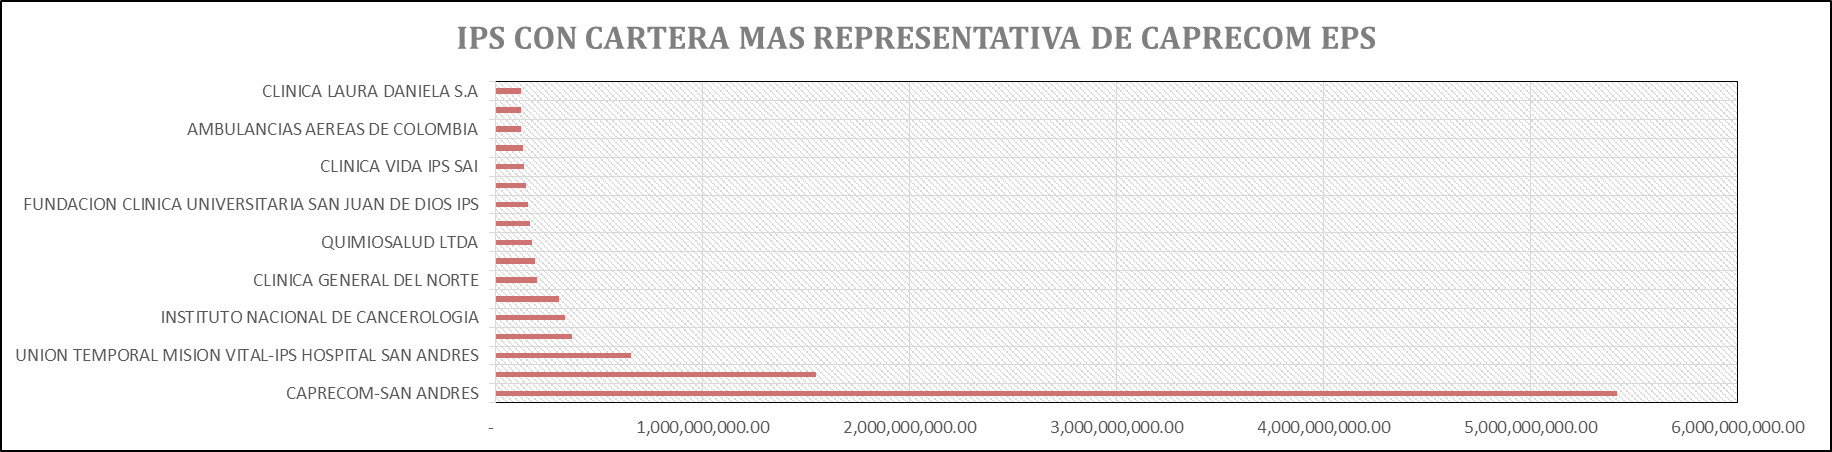 IPS CON CARTERA MAS REPRESENTATIVA DE CAPRECOM EPS
CLINICA LAURA DANIELA S.A
AMBULANCIAS AEREAS DE COLOMBIA
CLINICA VIDA IPS SAI
FUNDACION CLINICA UNIVERSITARIA SAN JUAN DE DIOS IPS
QUIMIOSALUD LTDA
CLINICA GENERAL DEL NORTE
INSTITUTO NACIONAL DE CANCEROLOGIA
UNION TEMPORAL MISION VITAL-IPS HOSPITAL SAN ANDRES
CAPRECOM-SAN ANDRES
- 1,000,000,000.00 2,000,000,000.00 3,000,000,000.00 4,000,000,000.00 5,000,000,000.00 6,000,000,000.00